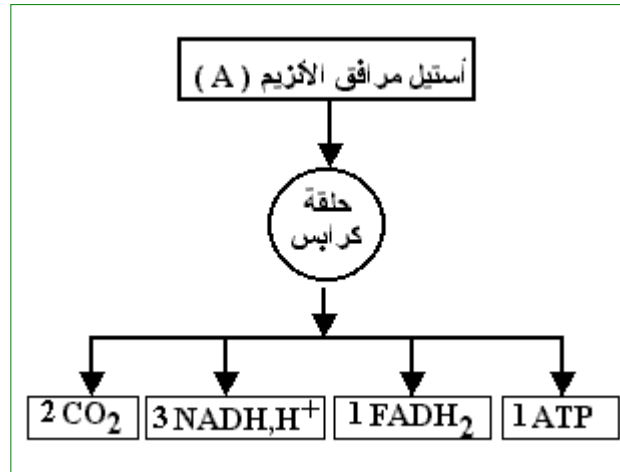 أستيل مرافق الأنزيم ( A )
حلقة
كرابس
2 CO₂
3 NADH,H⁺
1 FADH₂
1 ATP